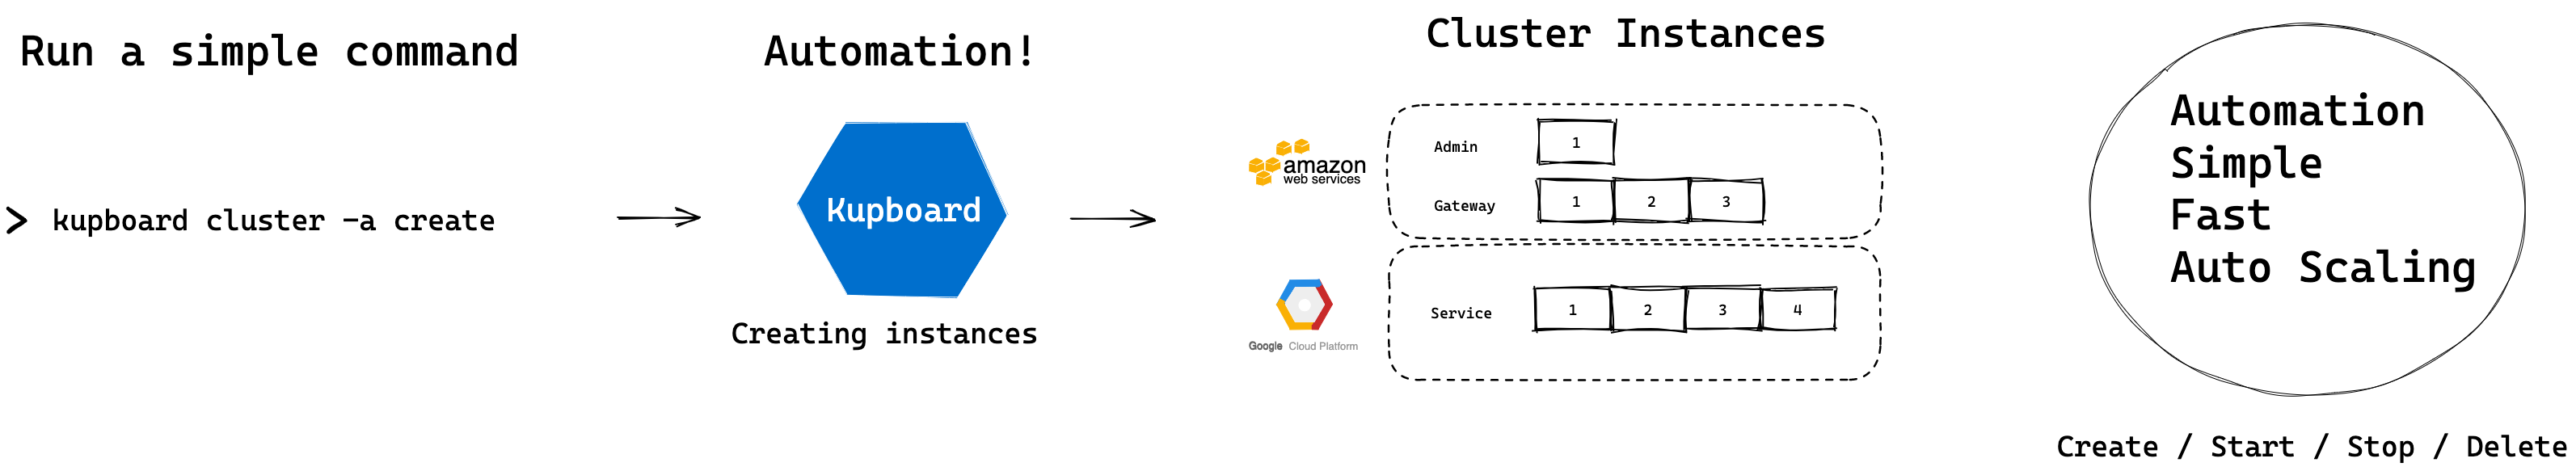 Run a simple command
> kupboard cluster -a create
Automation!
Kupboard
Creating instances
Cluster Instances
amazon
web services
Admin
1
Gateway
1 2 3
Google Cloud Platform
Service
1 2 3 4
Automation
Simple
Fast
Auto Scaling
Create / Start / Stop / Delete